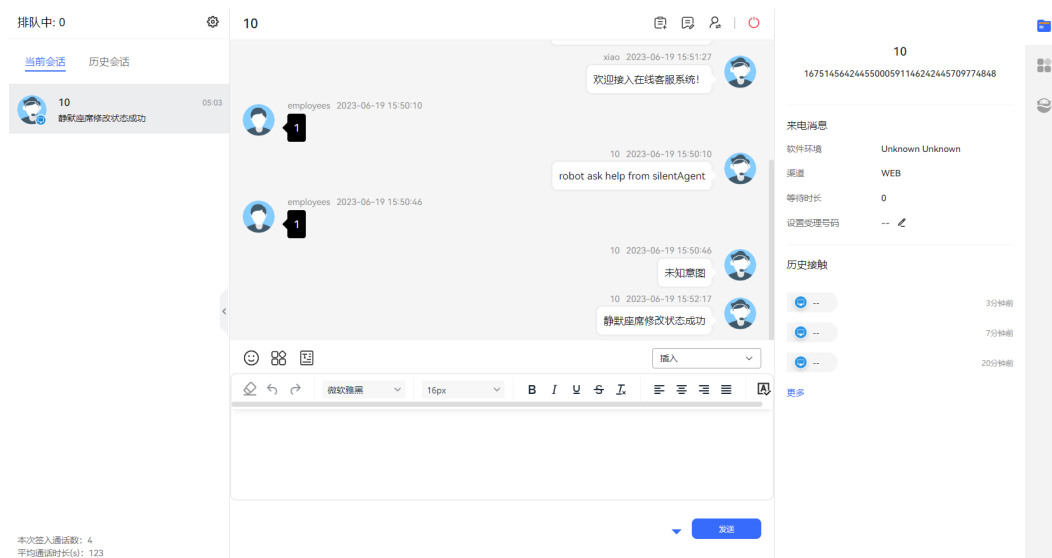 排队中: 0
当前会话
历史会话
10
05:03
静默座席修改状态成功
本次签入通话数: 4
平均通话时长(s): 123
10
xiao 2023-06-19 15:51:27
欢迎接入在线客服系统!
employees 2023-06-19 15:50:10
1
10 2023-06-19 15:50:10
robot ask help from silentAgent
employees 2023-06-19 15:50:46
1
10 2023-06-19 15:50:46
未知意图
10 2023-06-19 15:52:17
静默座席修改状态成功
插入
微软雅黑
16px
B I U S Ix
A
发送
10
16751456424455000591146242445709774848
来电消息
软件环境 Unknown Unknown
渠道 WEB
等待时长 0
设置受理号码 --
历史接触
-- 3分钟前
-- 7分钟前
-- 20分钟前
更多